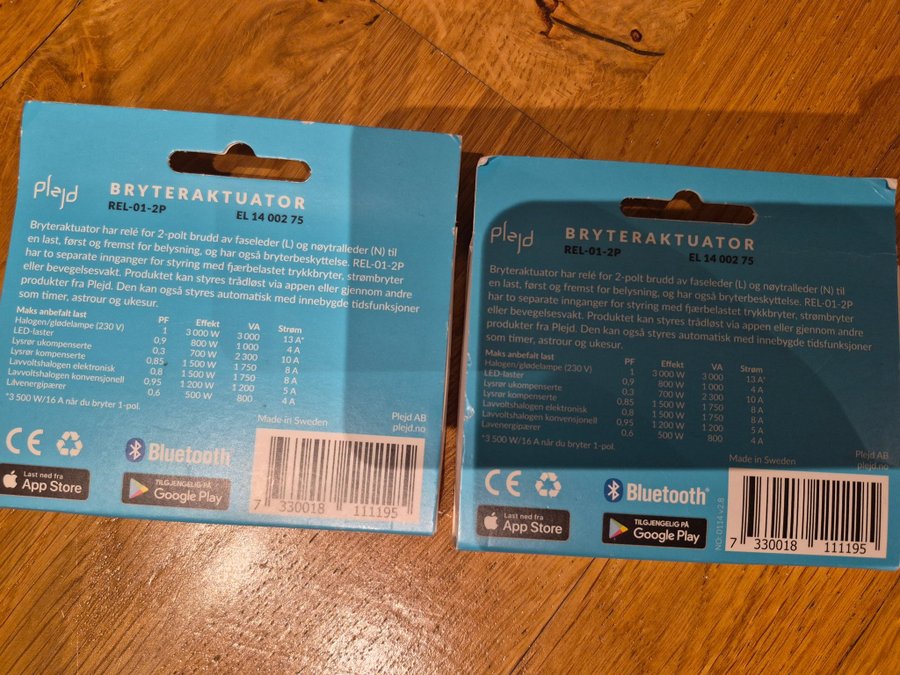 plejd
BRYTERAKTUATOR
REL-01-2P EL 14 002 75
Bryteraktuator har relé for 2-polt brudd av faseleder (L) og nøytralleder (N) til
en last, først og fremst for belysning, og har også bryterbeskyttelse. REL-01-2P
har to separate innganger for styring med fjærbelastet trykkbryter, strømbryter
eller bevegelsesvakt. Produktet kan styres trådløst via appen eller gjennom andre
produkter fra Plejd. Den kan også styres automatisk med innebygde tidsfunksjoner
som timer, astrour og ukesur.
Maks anbefalt last PF Effekt VA Strøm
Halogen/glødelampe (230 V) 1 3 000 W 3 000 13 A*
LED-laster 0,9 800 W 1 000 4 A
Lysrør ukompenserte 0,3 700 W 2 300 10 A
Lysrør kompenserte 0,85 1 500 W 1 750 8 A
Lavvoltshalogen elektronisk 0,8 1 500 W 1 750 8 A
Lavvoltshalogen konvensjonell 0,95 1 200 W 1 200 5 A
Lavenergipærer 0,6 500 W 800 4 A
*3 500 W/16 A når du bryter 1-pol.
Made in Sweden
Plejd AB
plejd.no
CE
Bluetooth
Last ned fra
App Store
TILGJENGELIG PÅ
Google Play
7 330018 111195
plejd
BRYTERAKTUATOR
REL-01-2P EL 14 002 75
Bryteraktuator har relé for 2-polt brudd av faseleder (L) og nøytralleder (N) til
en last, først og fremst for belysning, og har også bryterbeskyttelse. REL-01-2P
har to separate innganger for styring med fjærbelastet trykkbryter, strømbryter
eller bevegelsesvakt. Produktet kan styres trådløst via appen eller gjennom andre
produkter fra Plejd. Den kan også styres automatisk med innebygde tidsfunksjoner
som timer, astrour og ukesur.
Maks anbefalt last PF Effekt VA Strøm
Halogen/glødelampe (230 V) 1 3 000 W 3 000 13 A*
LED-laster 0,9 800 W 1 000 4 A
Lysrør ukompenserte 0,3 700 W 2 300 10 A
Lysrør kompenserte 0,85 1 500 W 1 750 8 A
Lavvoltshalogen elektronisk 0,8 1 500 W 1 750 8 A
Lavvoltshalogen konvensjonell 0,95 1 200 W 1 200 5 A
Lavenergipærer 0,6 500 W 800 4 A
*3 500 W/16 A når du bryter 1-pol.
Made in Sweden
Plejd AB
plejd.no
CE
Bluetooth
Last ned fra
App Store
TILGJENGELIG PÅ
Google Play
NO: 0114 v2.8
7 330018 111195